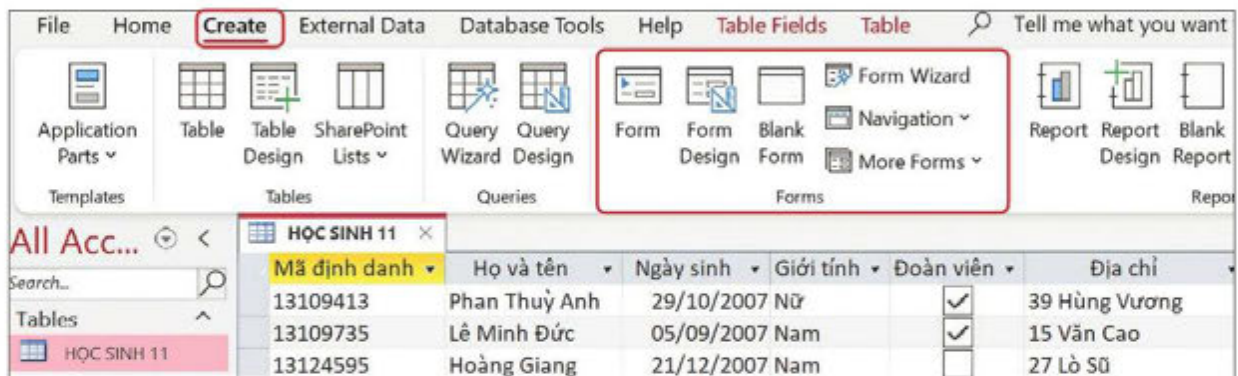 File Home Create External Data Database Tools Help Table Fields Table Tell me what you want
Application Parts
Table
Table Design
SharePoint Lists
Query Wizard
Query Design
Form
Form Design
Blank Form
Form Wizard
Navigation
More Forms
Report
Report Design
Blank Report
Templates Tables Queries Forms Repor
All Acc...
Search...
Tables
HỌC SINH 11
HỌC SINH 11
Mã định danh Họ và tên Ngày sinh Giới tính Đoàn viên Địa chỉ
13109413 Phan Thuỳ Anh 29/10/2007 Nữ 39 Hùng Vương
13109735 Lê Minh Đức 05/09/2007 Nam 15 Văn Cao
13124595 Hoàng Giang 21/12/2007 Nam 27 Lò Sũ